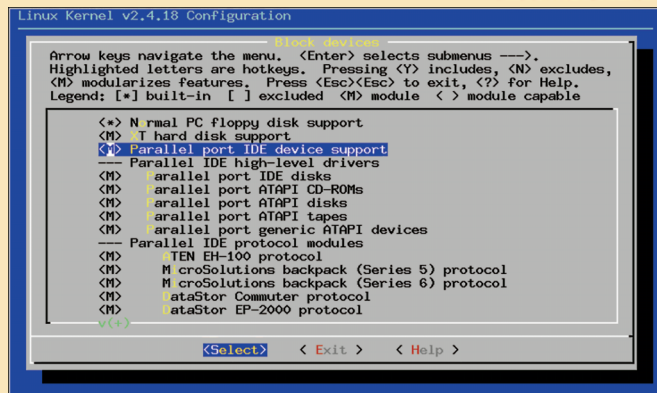 Linux Kernel v2.4.18 Configuration
Block devices
Arrow keys navigate the menu. <Enter> selects submenus --->.
Highlighted letters are hotkeys. Pressing <Y> includes, <N> excludes,
<M> modularizes features. Press <Esc><Esc> to exit, <?> for Help.
Legend: [*] built-in [ ] excluded <M> module < > module capable
<*> Normal PC floppy disk support
<M> XT hard disk support
<M> Parallel port IDE device support
--- Parallel IDE high-level drivers
<M> Parallel port IDE disks
<M> Parallel port ATAPI CD-ROMs
<M> Parallel port ATAPI disks
<M> Parallel port ATAPI tapes
<M> Parallel port generic ATAPI devices
--- Parallel IDE protocol modules
<M> ATEN EH-100 protocol
<M> MicroSolutions backpack (Series 5) protocol
<M> MicroSolutions backpack (Series 6) protocol
<M> DataStor Commuter protocol
<M> DataStor EP-2000 protocol
v(+)
<Select> < Exit > < Help >